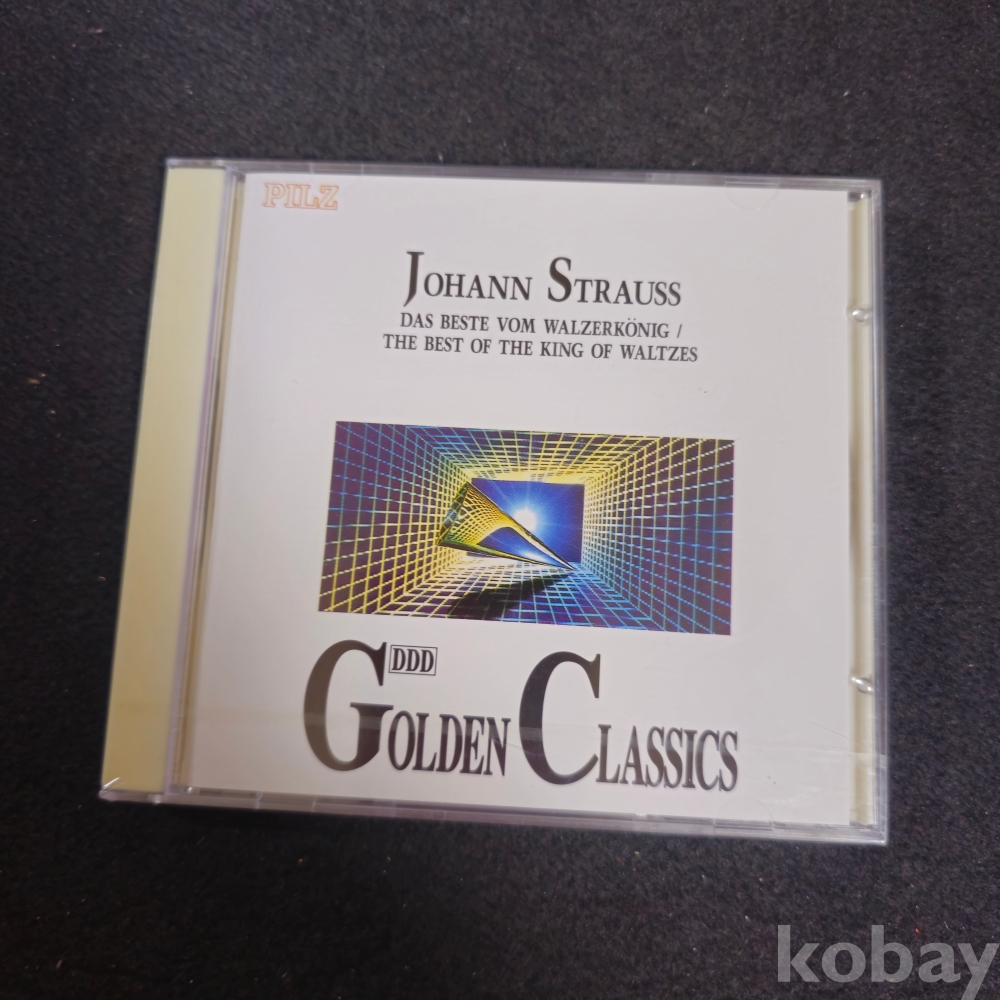 PILZ
JOHANN STRAUSS
DAS BESTE VOM WALZERKÖNIG /
THE BEST OF THE KING OF WALTZES
DDD
GOLDEN CLASSICS
kobay